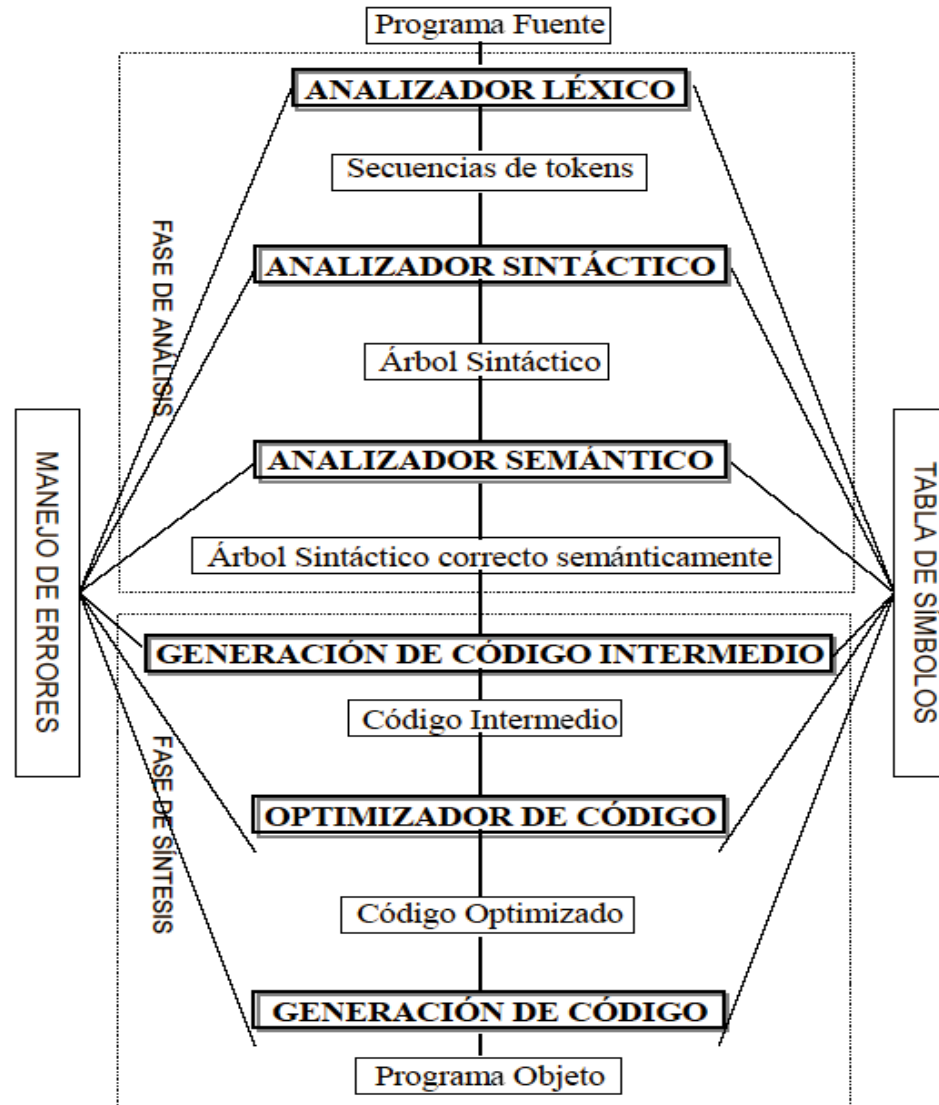 Programa Fuente
ANALIZADOR LÉXICO
Secuencias de tokens
FASE DE ANÁLISIS
ANALIZADOR SINTÁCTICO
Árbol Sintáctico
MANEJO DE ERRORES
TABLA DE SÍMBOLOS
ANALIZADOR SEMÁNTICO
Árbol Sintáctico correcto semánticamente
GENERACIÓN DE CÓDIGO INTERMEDIO
Código Intermedio
FASE DE SÍNTESIS
OPTIMIZADOR DE CÓDIGO
Código Optimizado
GENERACIÓN DE CÓDIGO
Programa Objeto